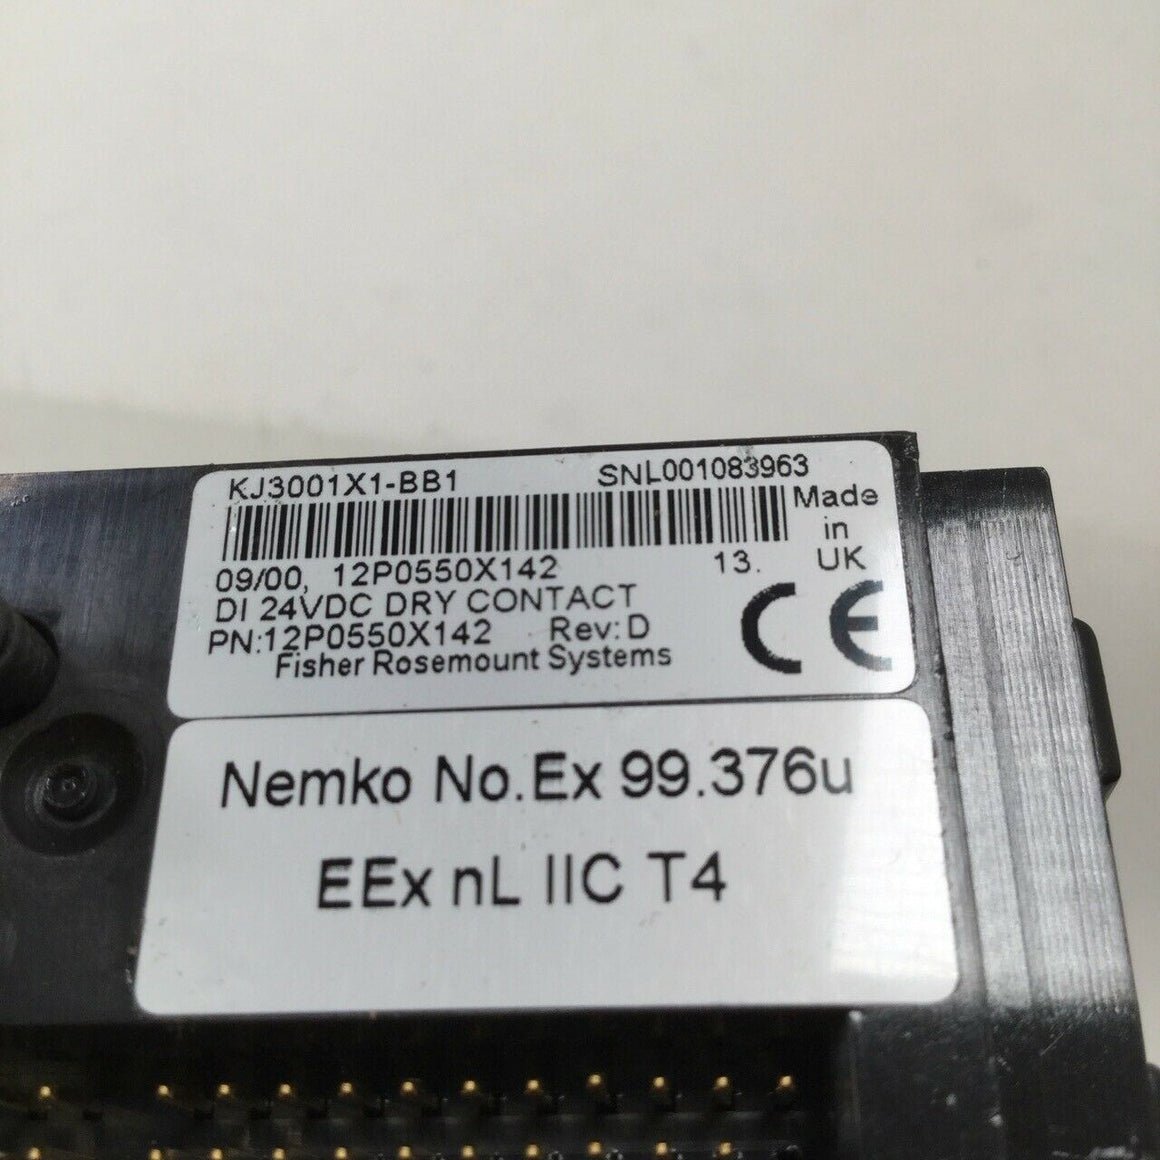 KJ3001X1-BB1 SNL001083963
Made
in
UK
09/00, 12P0550X142 13.
DI 24VDC DRY CONTACT
PN:12P0550X142 Rev:D
Fisher Rosemount Systems
CE
Nemko No.Ex 99.376u
EEx nL IIC T4